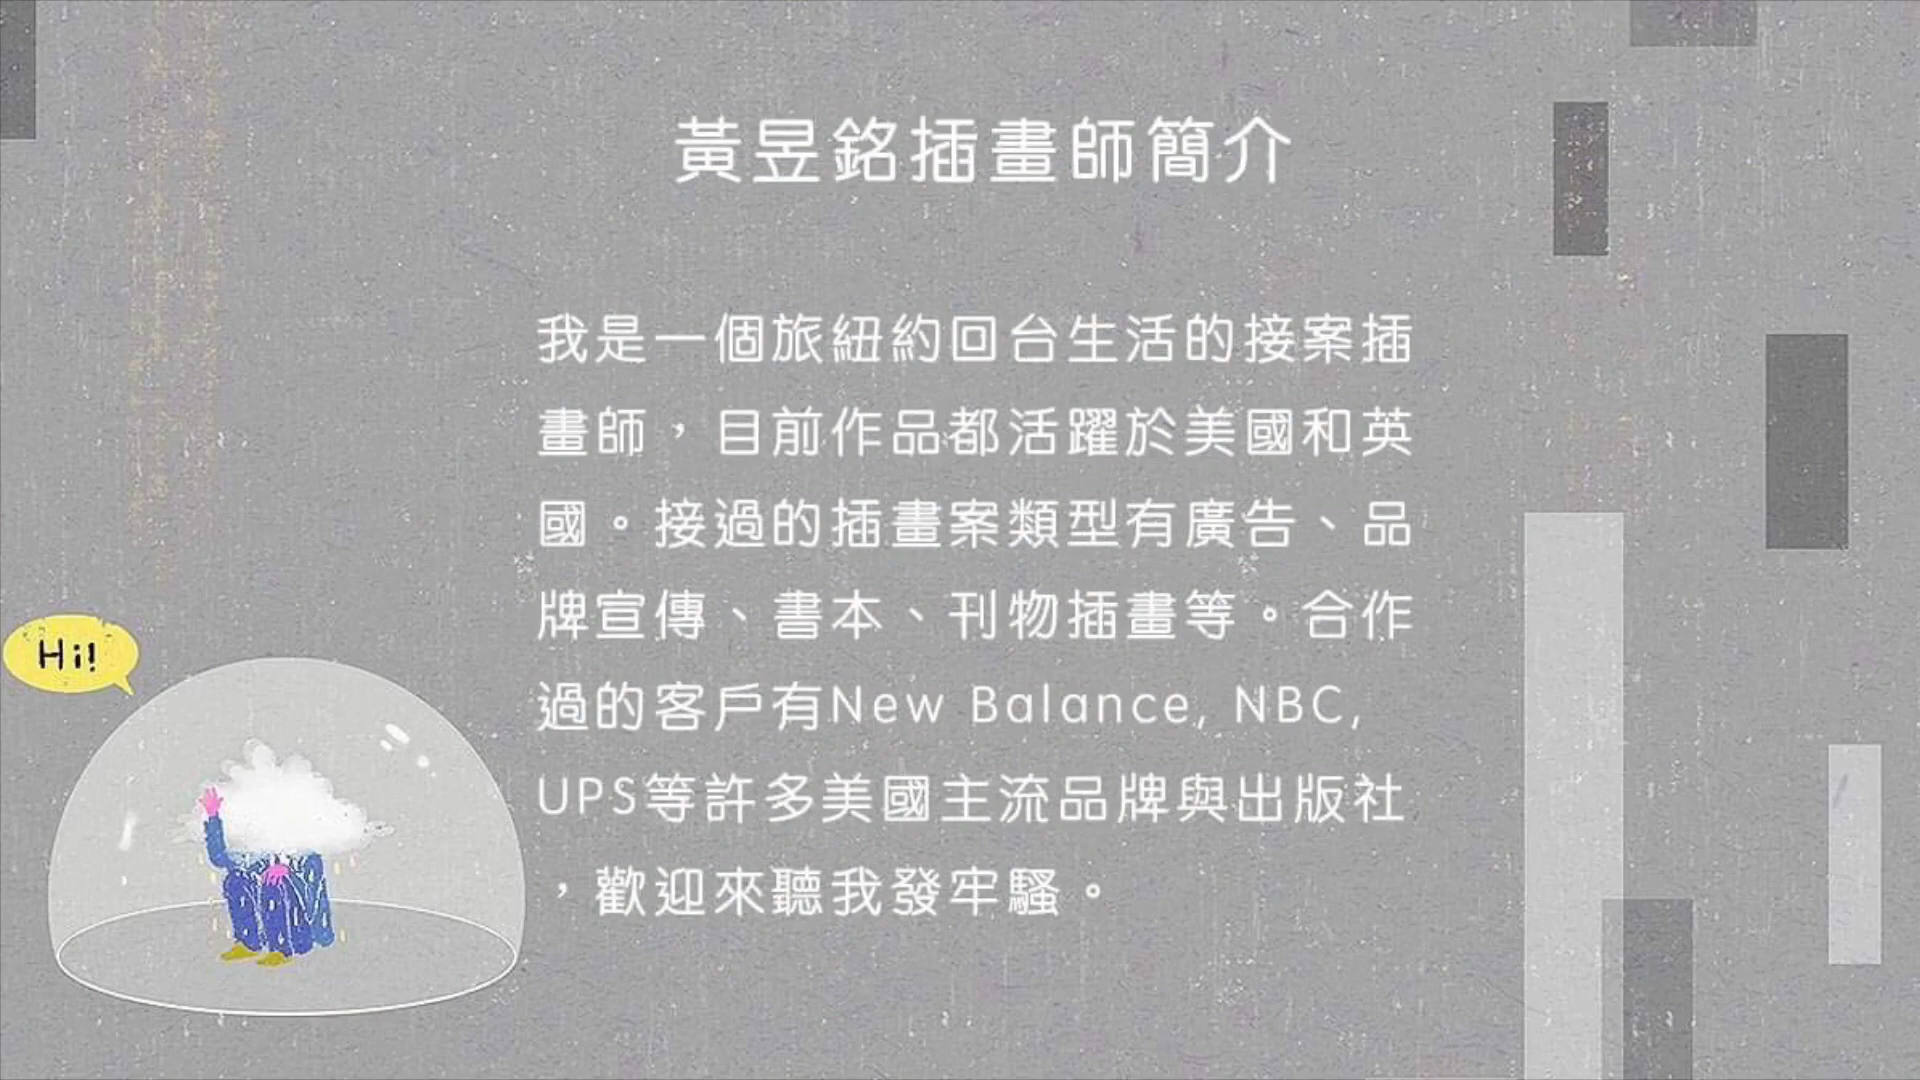 黃昱銘插畫師簡介
我是一個旅紐約回台生活的接案插
畫師，目前作品都活躍於美國和英
國。接過的插畫案類型有廣告、品
牌宣傳、書本、刊物插畫等。合作
過的客戶有New Balance, NBC,
UPS等許多美國主流品牌與出版社
，歡迎來聽我發牢騷。
Hi!